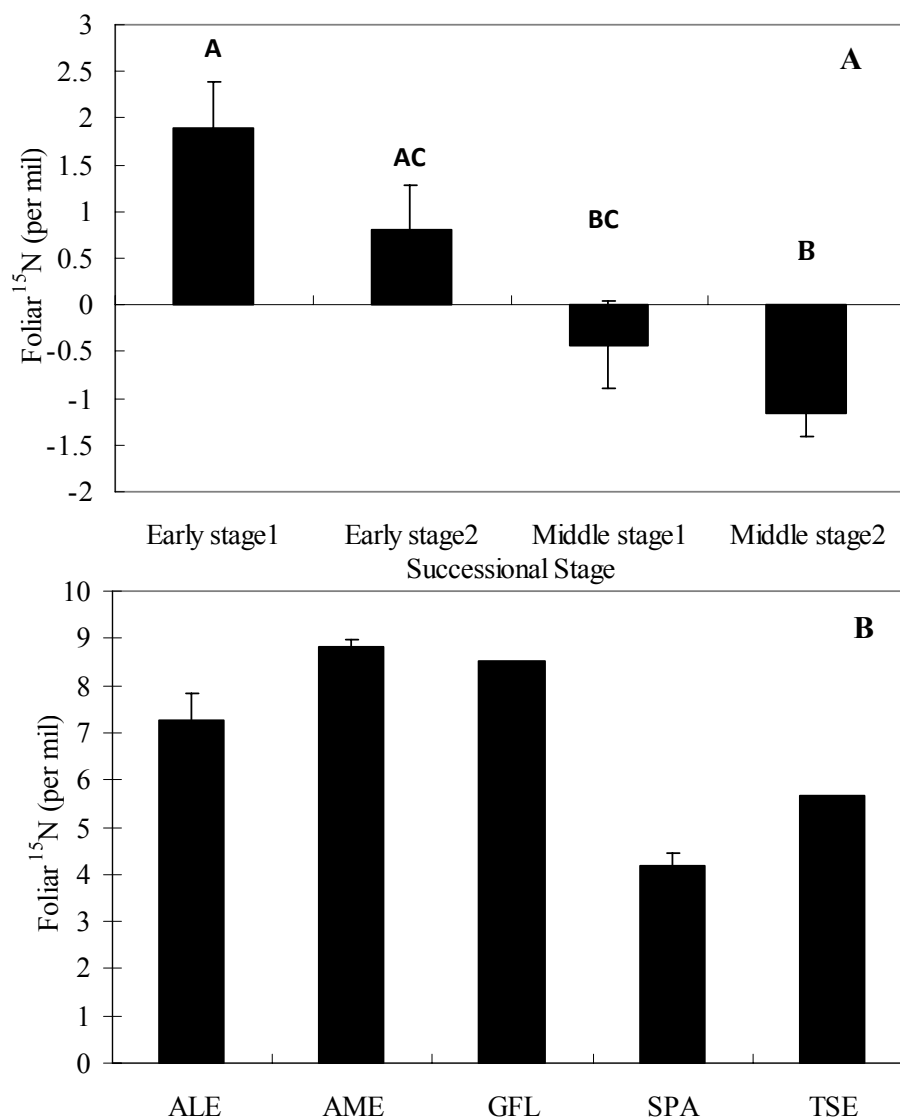 3
A
A
2.5
2
AC
1.5
BC
1
B
0.5
0
-0.5
-1
-1.5
-2
Foliar 15N (per mil)
Early stage1 Early stage2 Middle stage1 Middle stage2
Successional Stage
10
B
9
8
7
6
5
4
3
2
1
0
Foliar 15N (per mil)
ALE AME GFL SPA TSE